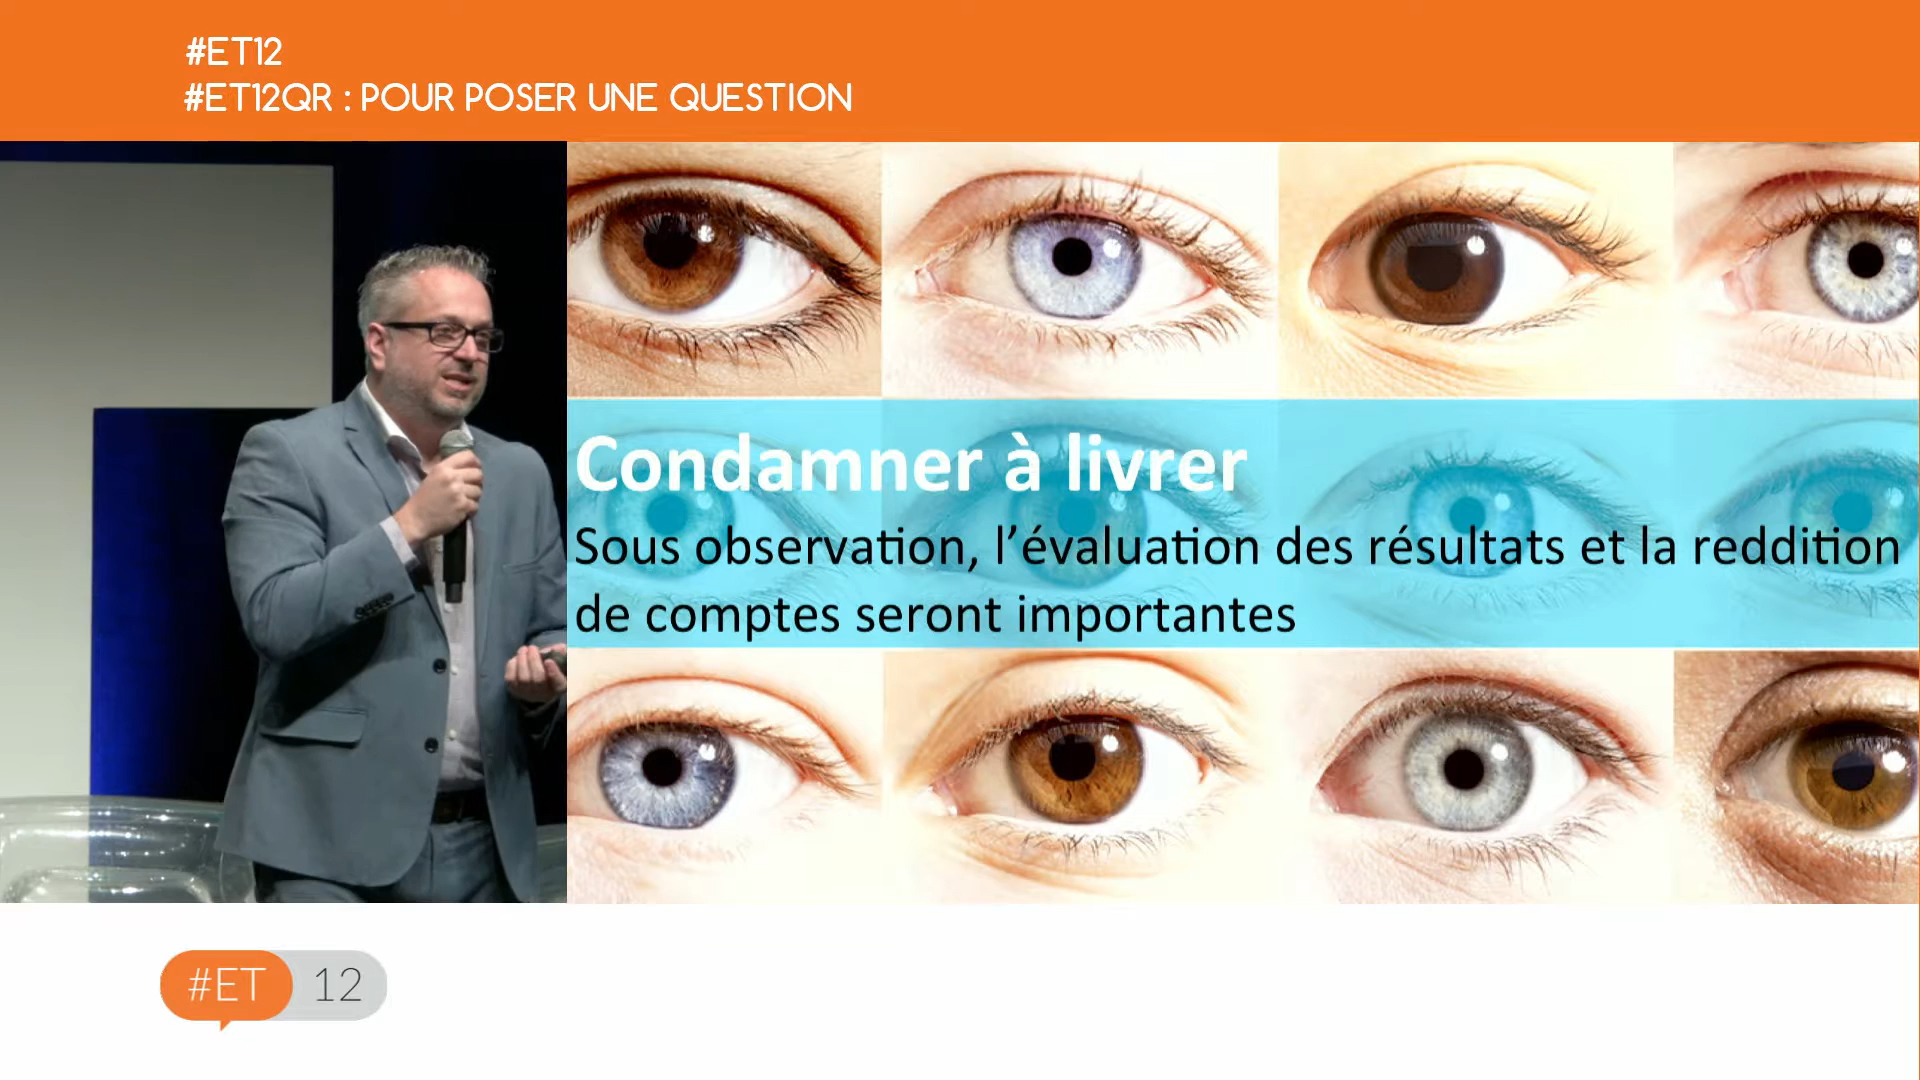 #ET12
#ET12QR : POUR POSER UNE QUESTION
Condamner à livrer
Sous observation, l’évaluation des résultats et la reddition
de comptes seront importantes
#ET 12